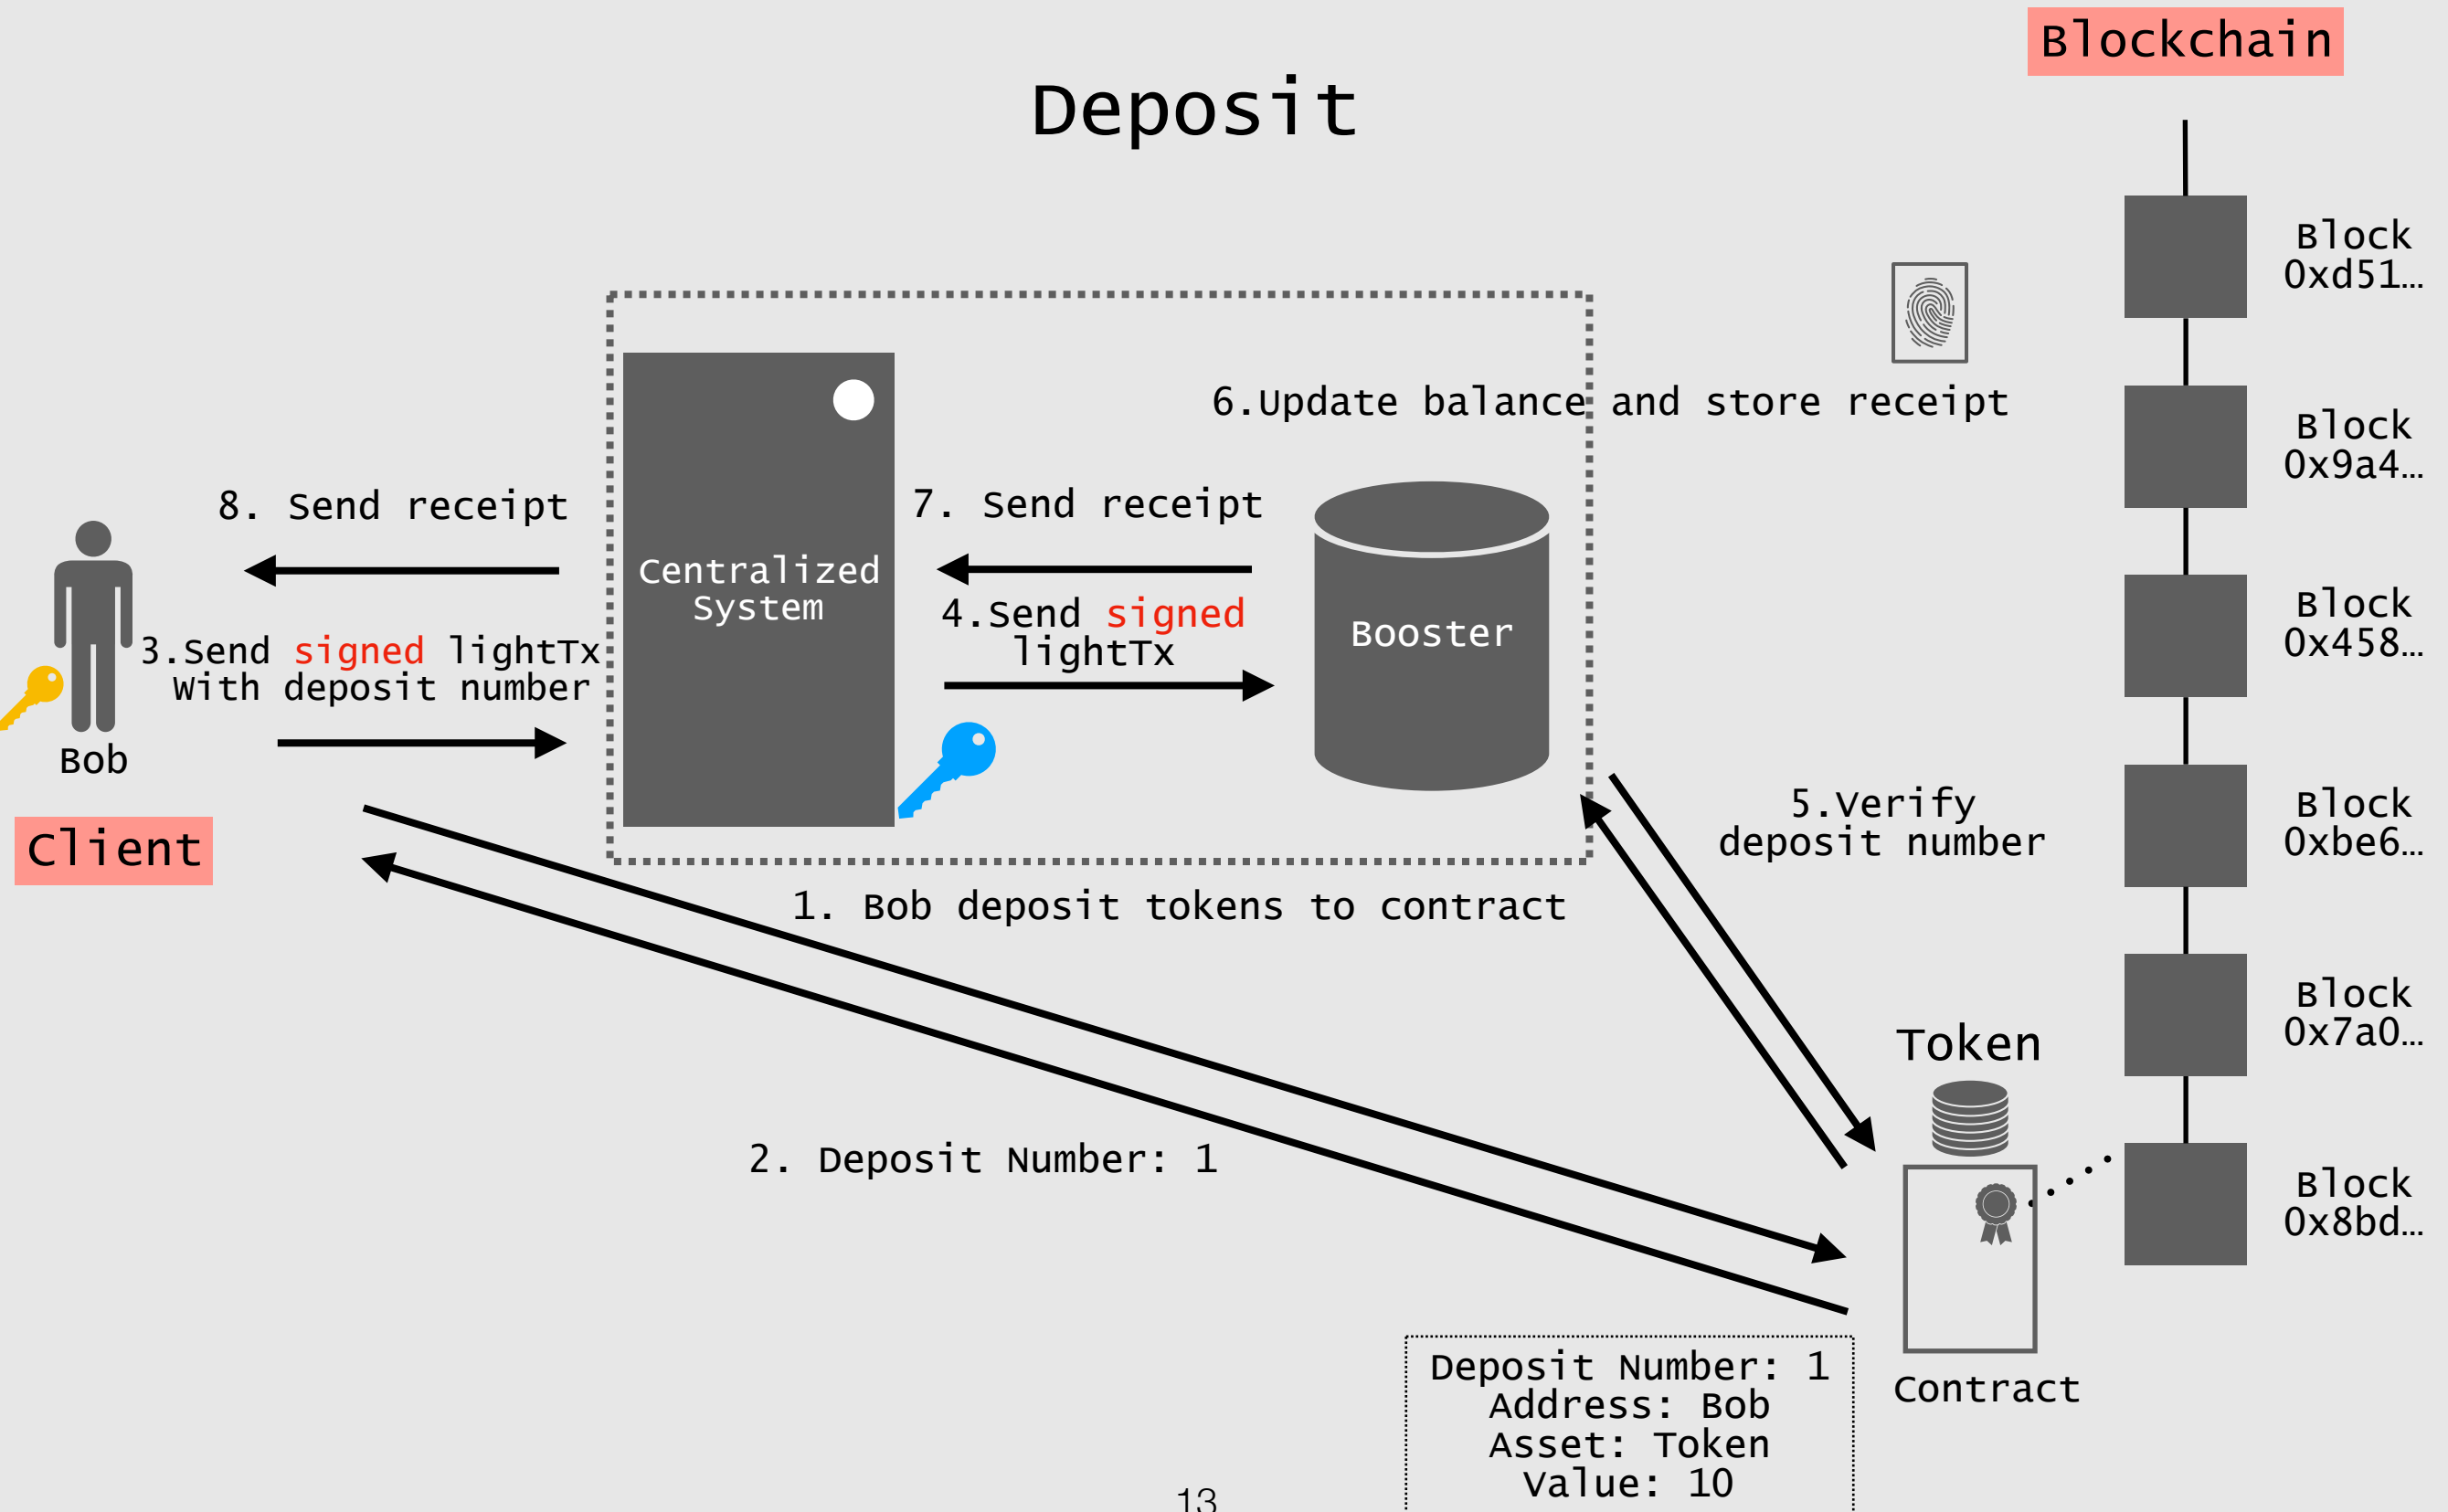 Blockchain
Deposit
Block
0xd51…
6.Update balance and store receipt
Block
0x9a4…
8. Send receipt
7. Send receipt
Centralized
System
4.Send signed
lightTx
Booster
Block
0x458…
3.Send signed lightTx
With deposit number
Bob
Client
5.Verify
deposit number
Block
0xbe6…
1. Bob deposit tokens to contract
Block
0x7a0…
Token
2. Deposit Number: 1
Block
0x8bd…
Contract
Deposit Number: 1
Address: Bob
Asset: Token
Value: 10
13